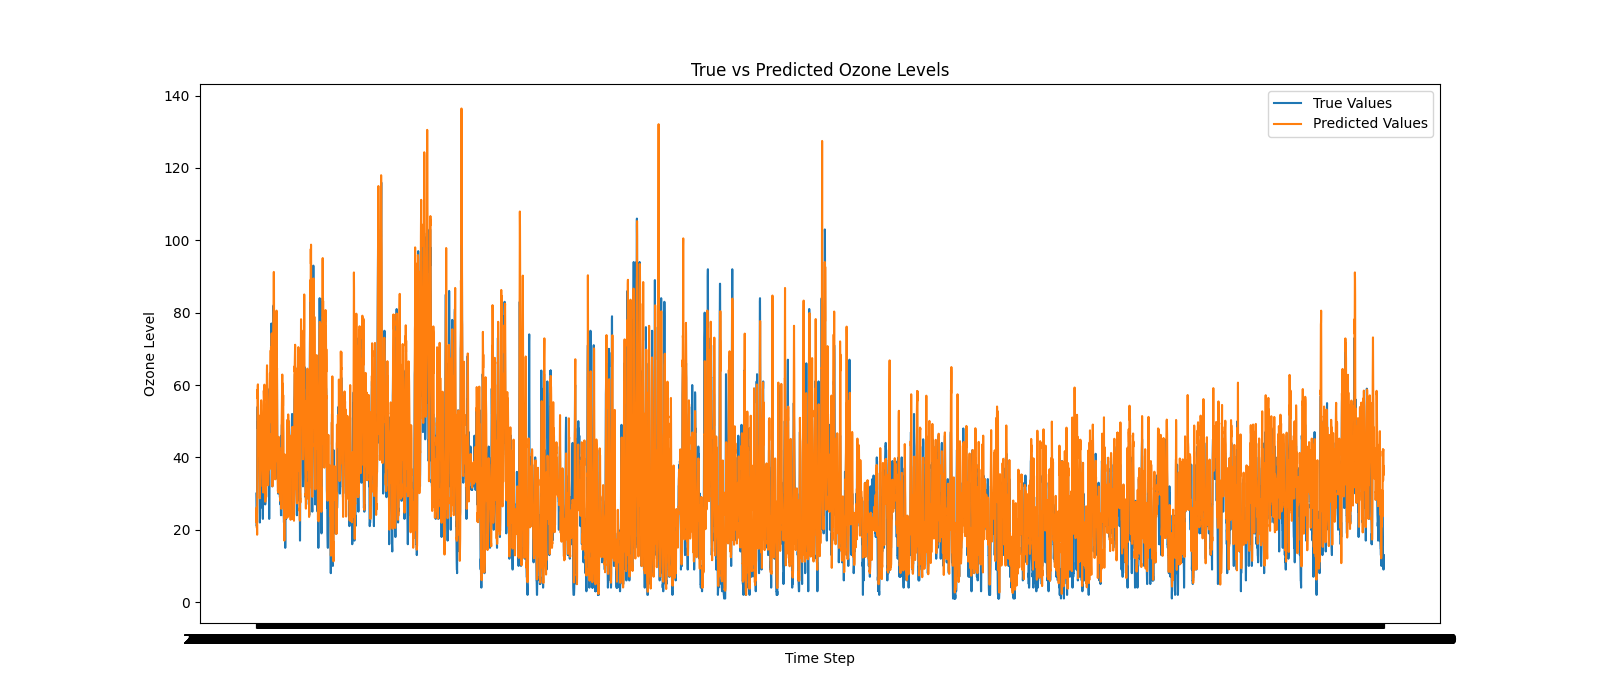 True vs Predicted Ozone Levels
True Values
Predicted Values
140
120
100
80
60
40
20
0
Ozone Level
Time Step